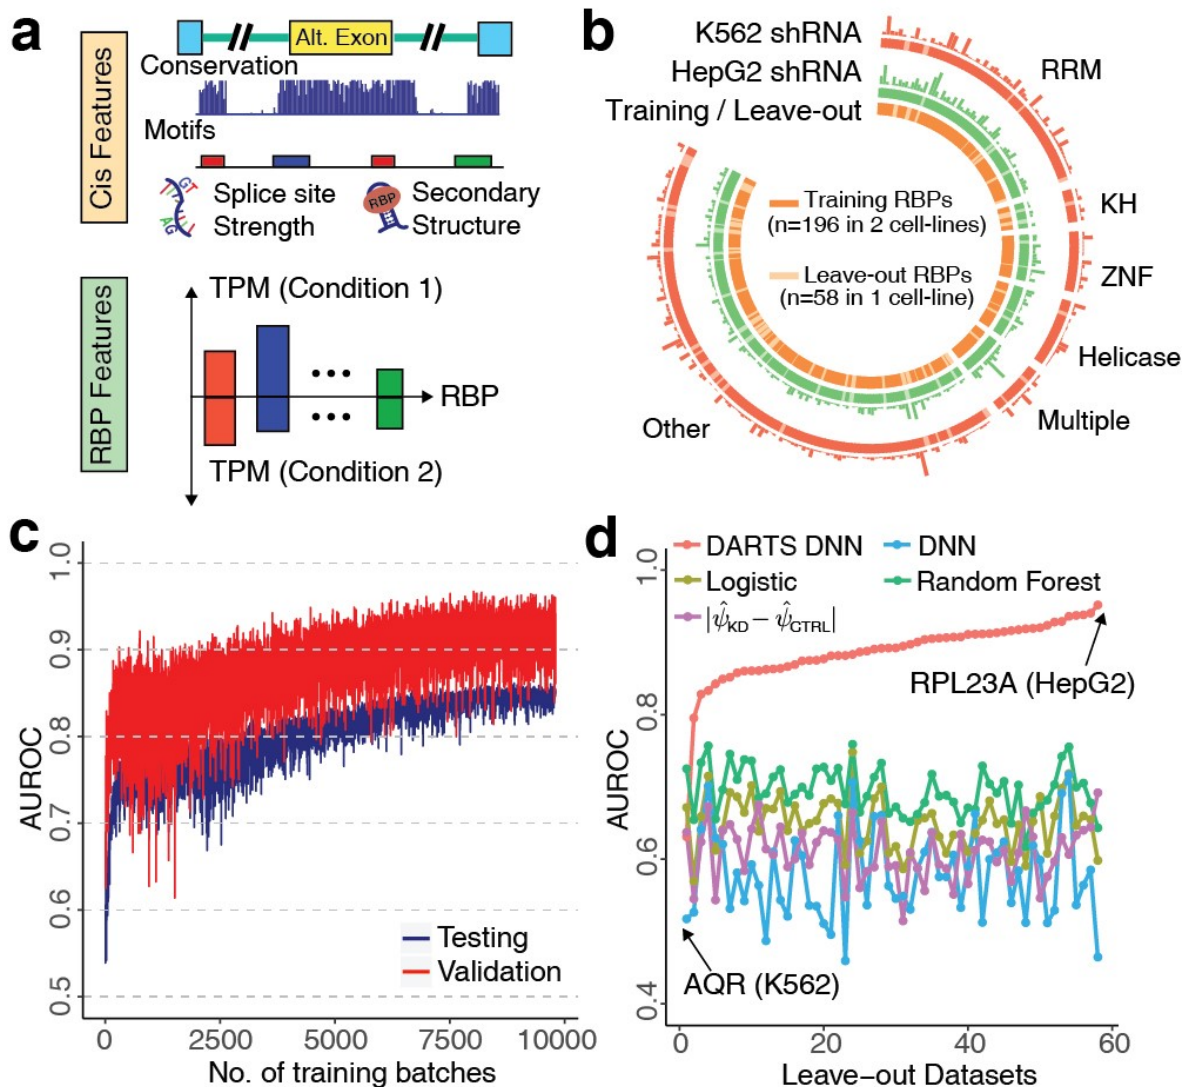 a
Cis Features
Alt. Exon
Conservation
Motifs
GT
AG
Splice site
Strength
RBP
Secondary
Structure
RBP Features
TPM (Condition 1)
RBP
TPM (Condition 2)
b
K562 shRNA
HepG2 shRNA
Training / Leave-out
RRM
KH
ZNF
Helicase
Multiple
Other
Training RBPs
(n=196 in 2 cell-lines)
Leave-out RBPs
(n=58 in 1 cell-line)
c
AUROC
1.0
0.9
0.8
0.7
0.6
0.5
Testing
Validation
0 2500 5000 7500 10000
No. of training batches
d
DARTS DNN
DNN
Logistic
Random Forest
|ψ̂KD − ψ̂CTRL|
AUROC
1.0
0.8
0.6
0.4
RPL23A (HepG2)
AQR (K562)
0 20 40 60
Leave−out Datasets